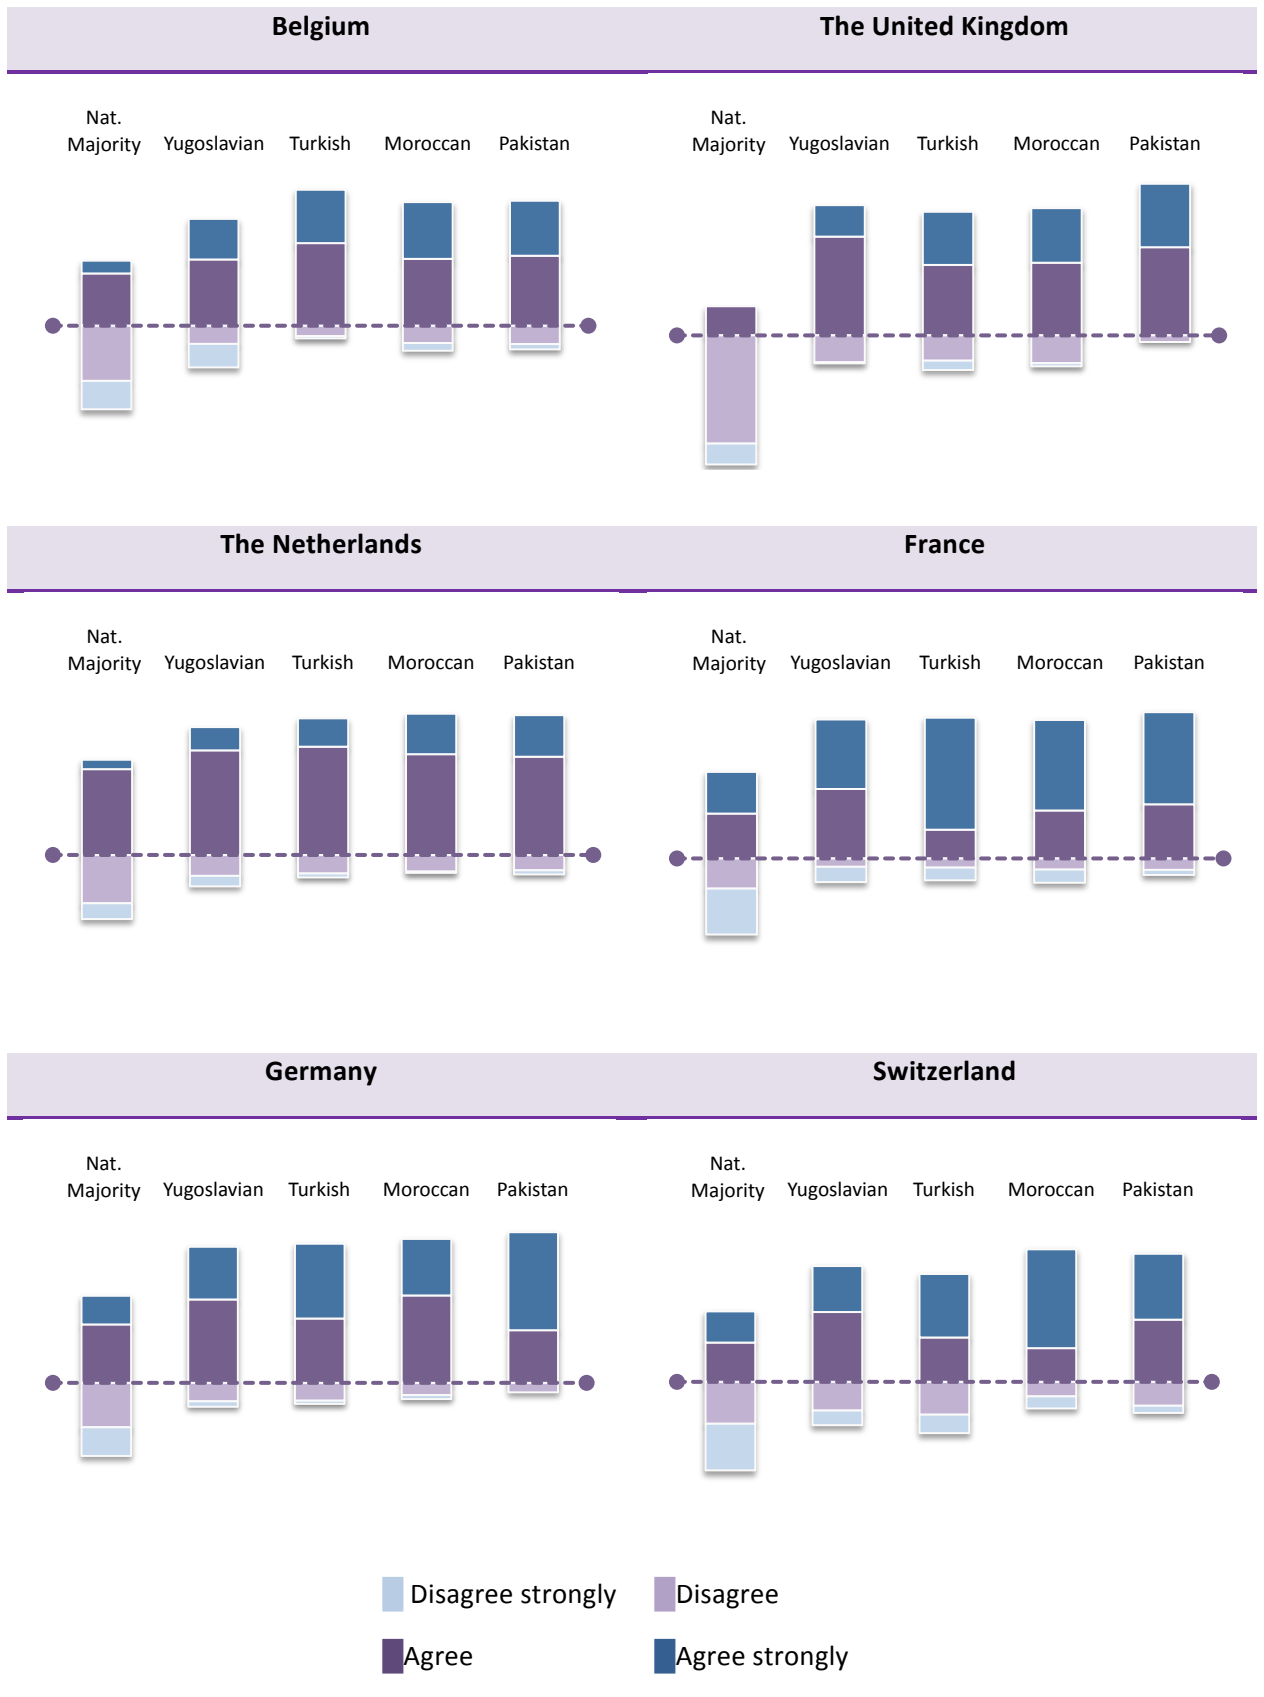 Belgium
The United Kingdom
Nat.
Majority Yugoslavian Turkish Moroccan Pakistan
Nat.
Majority Yugoslavian Turkish Moroccan Pakistan
The Netherlands
France
Nat.
Majority Yugoslavian Turkish Moroccan Pakistan
Nat.
Majority Yugoslavian Turkish Moroccan Pakistan
Germany
Switzerland
Nat.
Majority Yugoslavian Turkish Moroccan Pakistan
Nat.
Majority Yugoslavian Turkish Moroccan Pakistan
Disagree strongly
Disagree
Agree
Agree strongly